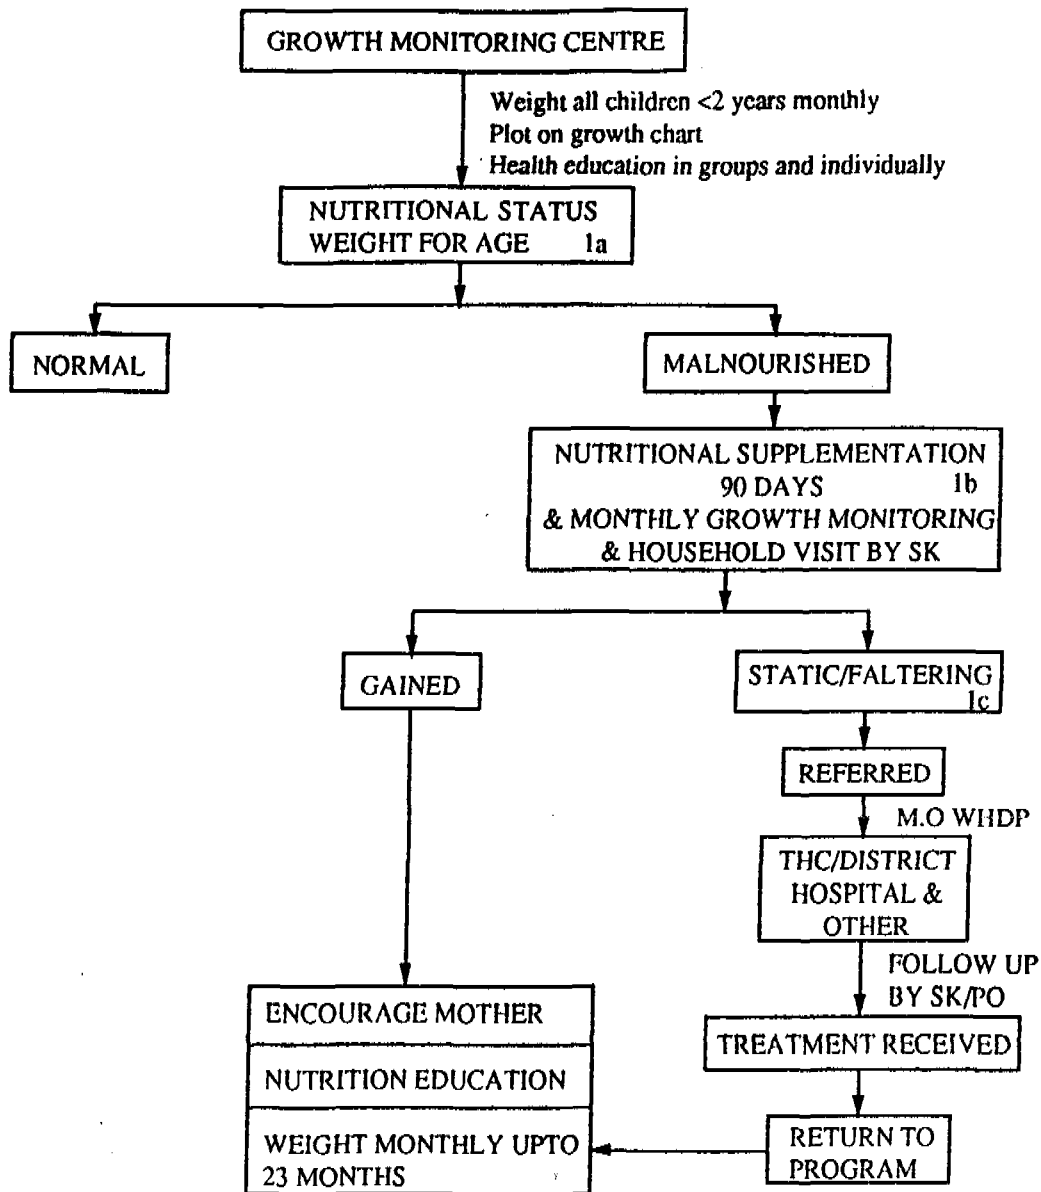 GROWTH MONITORING CENTRE
Weight all children <2 years monthly
Plot on growth chart
Health education in groups and individually
NUTRITIONAL STATUS
WEIGHT FOR AGE 1a
NORMAL
MALNOURISHED
NUTRITIONAL SUPPLEMENTATION
90 DAYS 1b
& MONTHLY GROWTH MONITORING
& HOUSEHOLD VISIT BY SK
GAINED
STATIC/FALTERING
1c
REFERRED
M.O WHDP
THC/DISTRICT
HOSPITAL &
OTHER
FOLLOW UP
BY SK/PO
TREATMENT RECEIVED
RETURN TO
PROGRAM
ENCOURAGE MOTHER
NUTRITION EDUCATION
WEIGHT MONTHLY UPTO
23 MONTHS